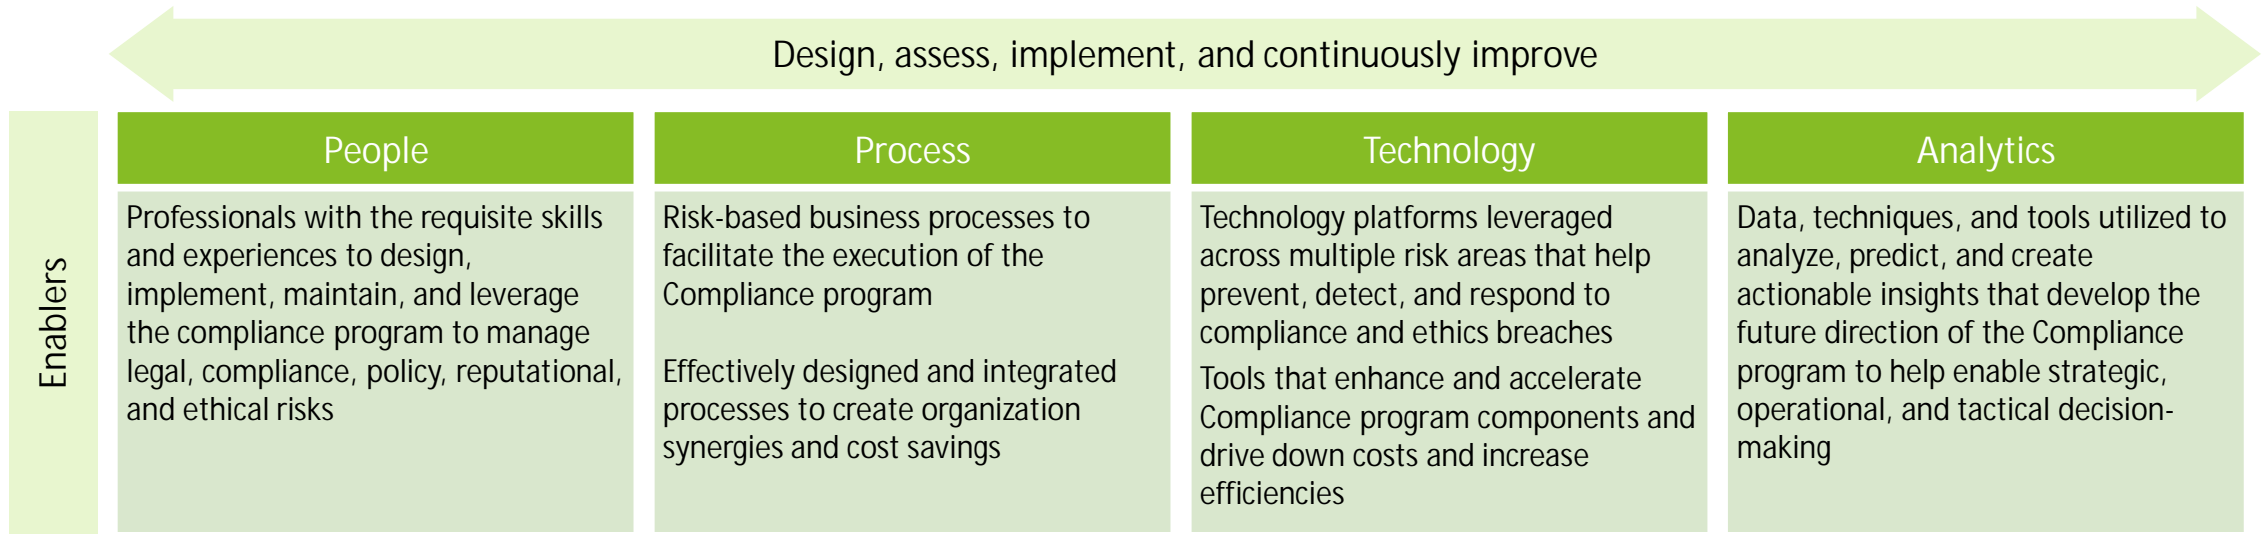 Design, assess, implement, and continuously improve
Enablers
People
Professionals with the requisite skills
and experiences to design,
implement, maintain, and leverage
the compliance program to manage
legal, compliance, policy, reputational,
and ethical risks
Process
Risk-based business processes to
facilitate the execution of the
Compliance program
Effectively designed and integrated
processes to create organization
synergies and cost savings
Technology
Technology platforms leveraged
across multiple risk areas that help
prevent, detect, and respond to
compliance and ethics breaches
Tools that enhance and accelerate
Compliance program components and
drive down costs and increase
efficiencies
Analytics
Data, techniques, and tools utilized to
analyze, predict, and create
actionable insights that develop the
future direction of the Compliance
program to help enable strategic,
operational, and tactical decision-
making